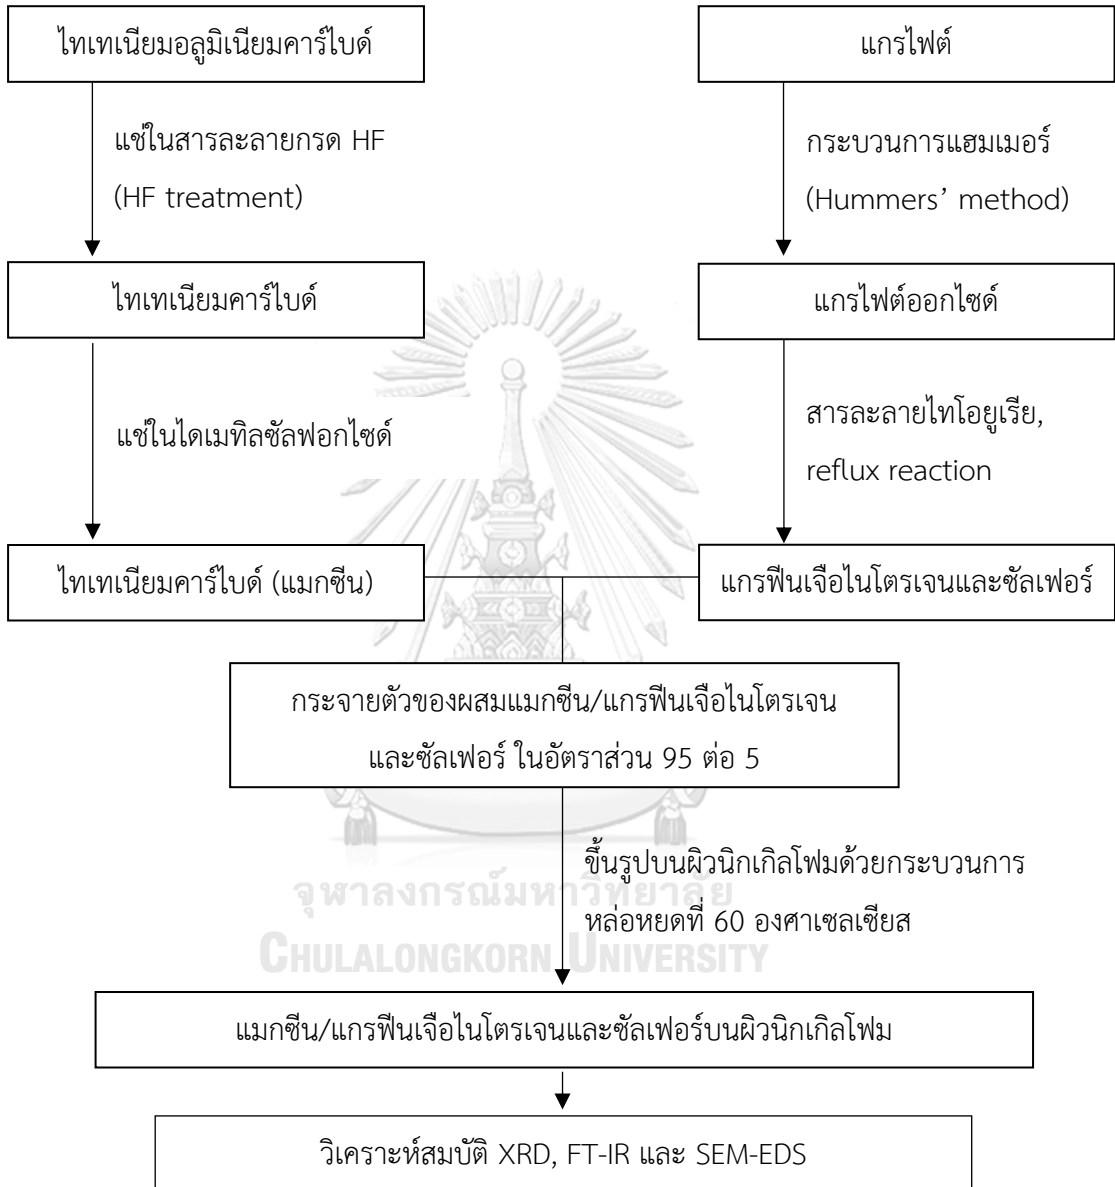 ไทเทเนียมอลูมิเนียมคาร์ไบด์
แกรไฟต์
แช่ในสารละลายกรด HF
(HF treatment)
กระบวนการแฮมเมอร์
(Hummers’ method)
ไทเทเนียมคาร์ไบด์
แกรไฟต์ออกไซด์
แช่ในไดเมทิลซัลฟอกไซด์
สารละลายไทโอยูเรีย,
reflux reaction
ไทเทเนียมคาร์ไบด์ (แมกซีน)
แกรฟีนเจือไนโตรเจนและซัลเฟอร์
กระจายตัวของผสมแมกซีน/แกรฟีนเจือไนโตรเจน
และซัลเฟอร์ ในอัตราส่วน 95 ต่อ 5
ขึ้นรูปบนผิวนิกเกิลโฟมด้วยกระบวนการ
หล่อหยดที่ 60 องศาเซลเซียส
จุฬาลงกรณ์มหาวิทยาลัย
CHULALONGKORN UNIVERSITY
แมกซีน/แกรฟีนเจือไนโตรเจนและซัลเฟอร์บนผิวนิกเกิลโฟม
วิเคราะห์สมบัติ XRD, FT-IR และ SEM-EDS